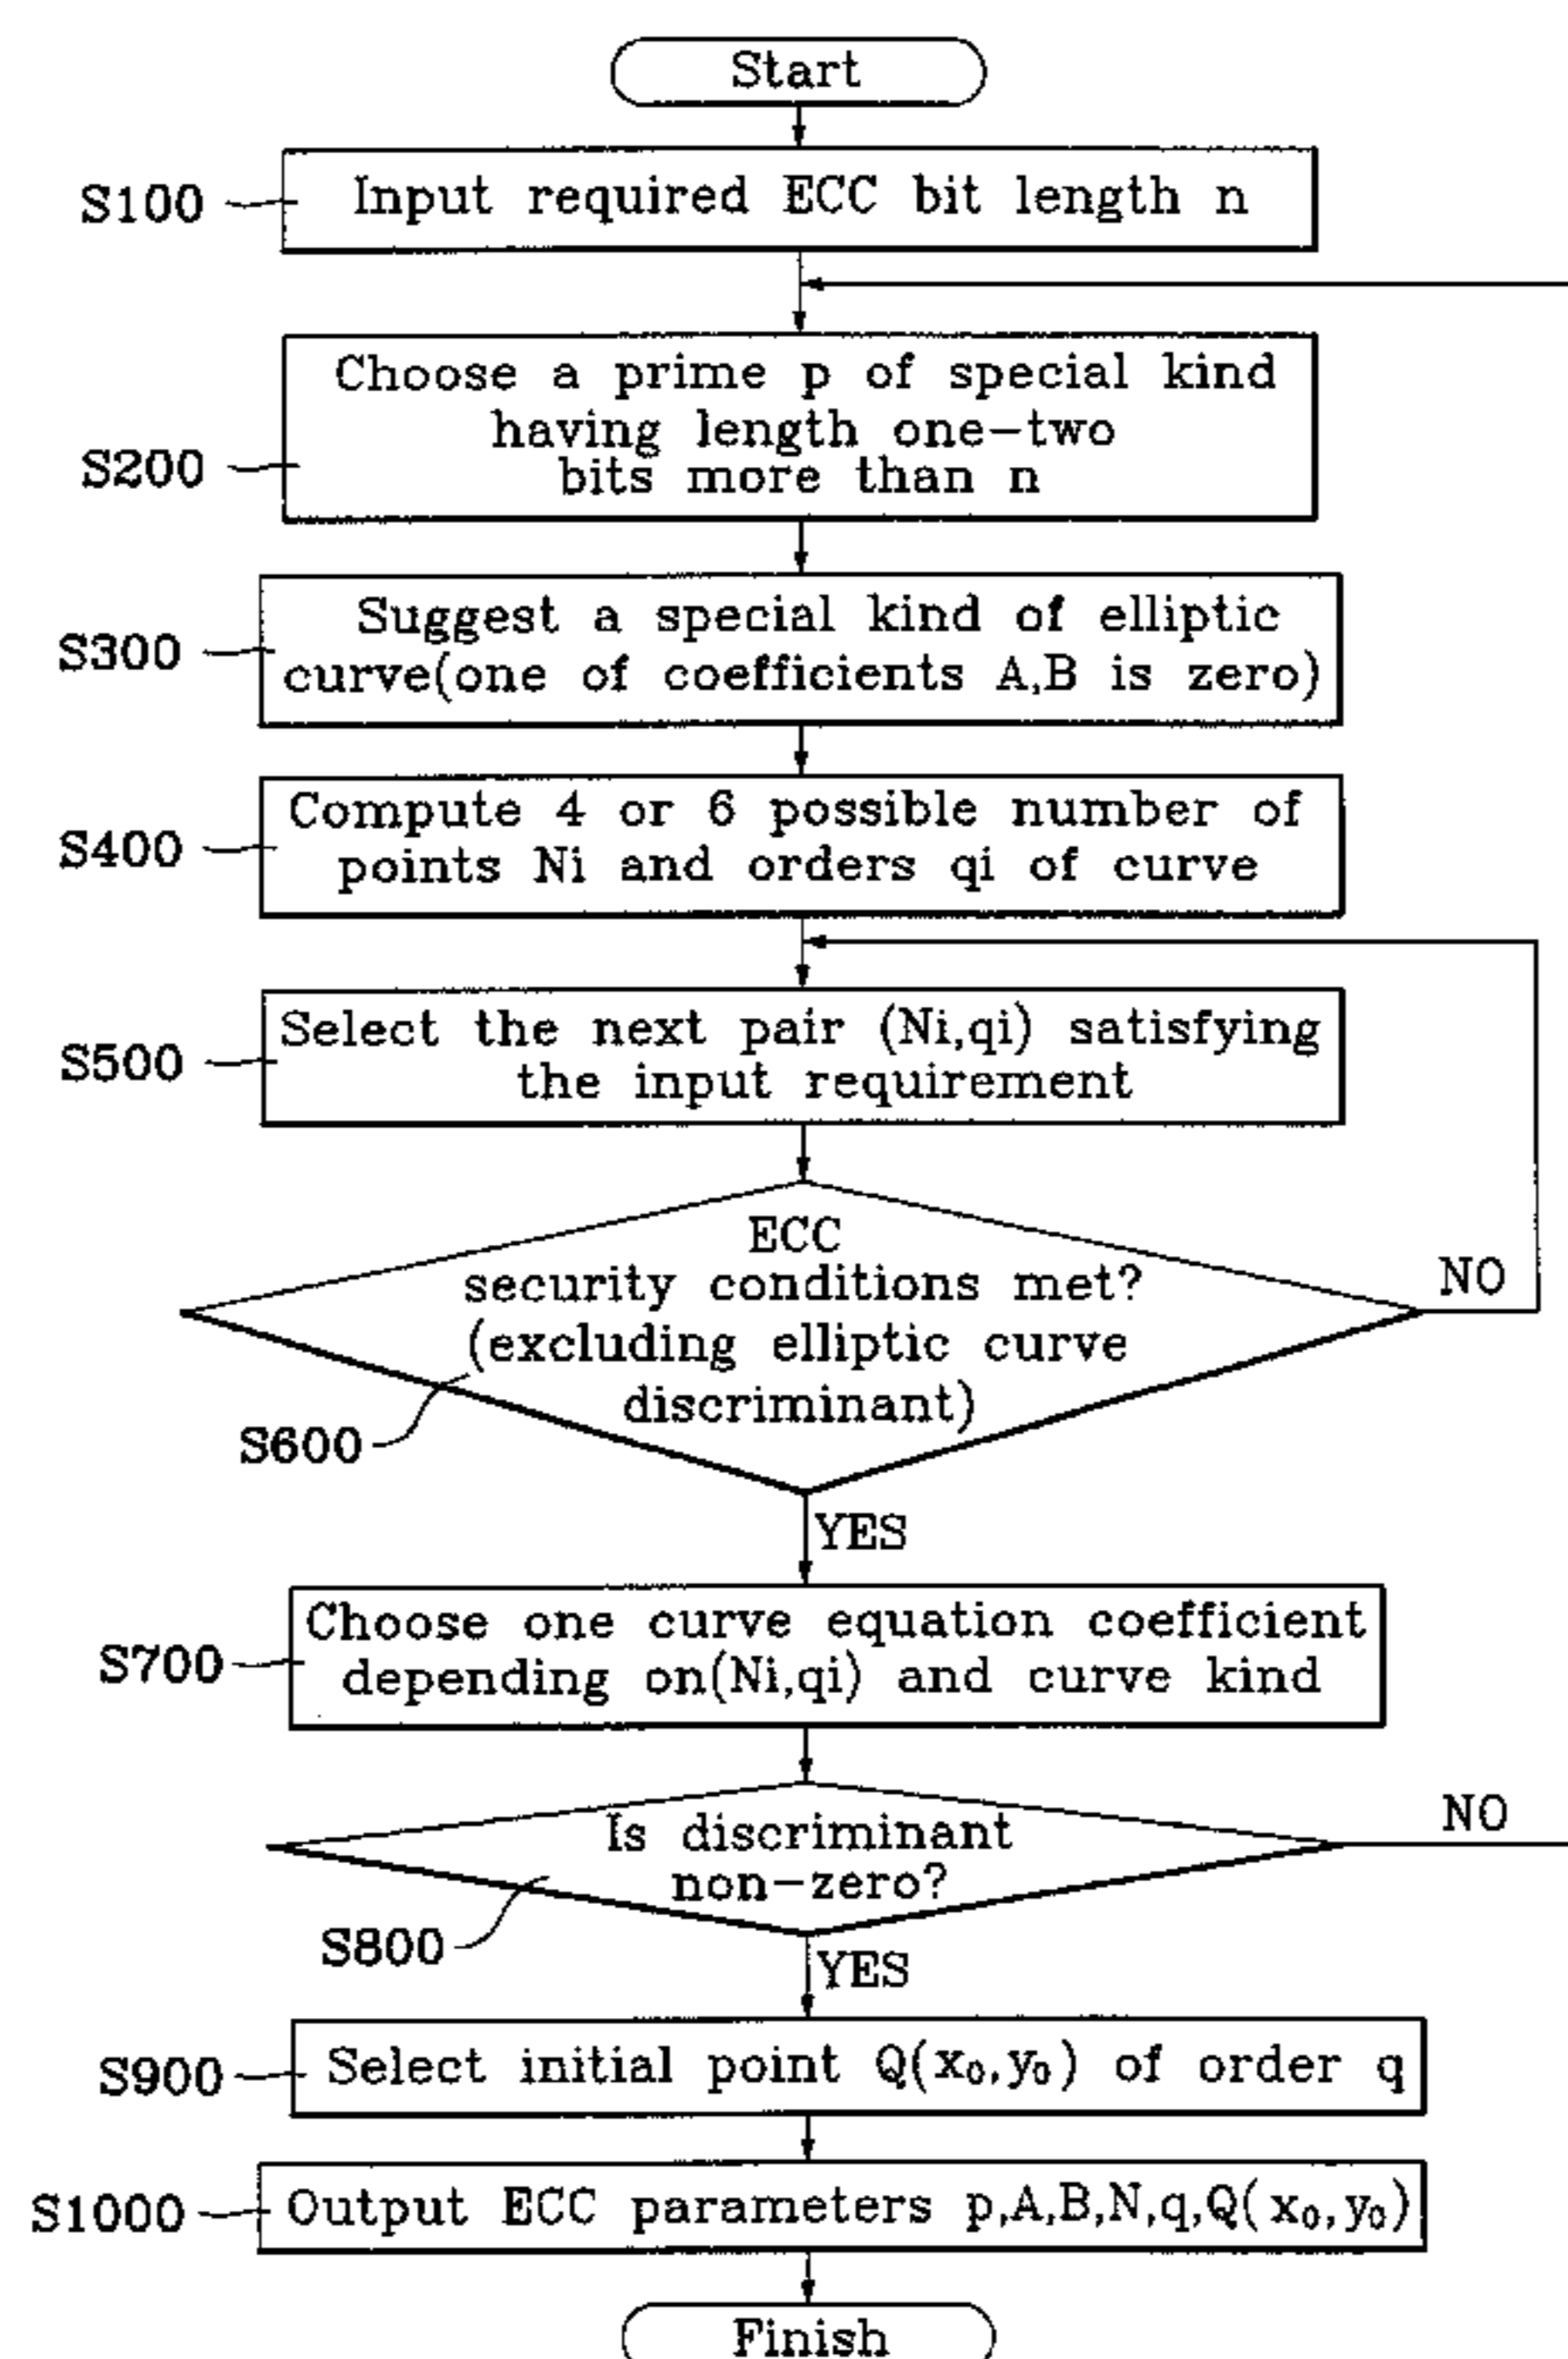 Start
S100
Input required ECC bit length n
Choose a prime p of special kind
having length one-two
bits more than n
S200
Suggest a special kind of elliptic
curve(one of coefficients A,B is zero)
S300
Compute 4 or 6 possible number of
points Ni and orders qi of curve
S400
Select the next pair (Ni,qi) satisfying
the input requirement
S500
ECC
security conditions met?
(excluding elliptic curve
discriminant)
NO
S600
YES
Choose one curve equation coefficient
depending on(Ni,qi) and curve kind
S700
Is discriminant
non-zero?
NO
S800
YES
S900
Select initial point Q(x₀,y₀) of order q
S1000
Output ECC parameters p,A,B,N,q,Q(x₀,y₀)
Finish